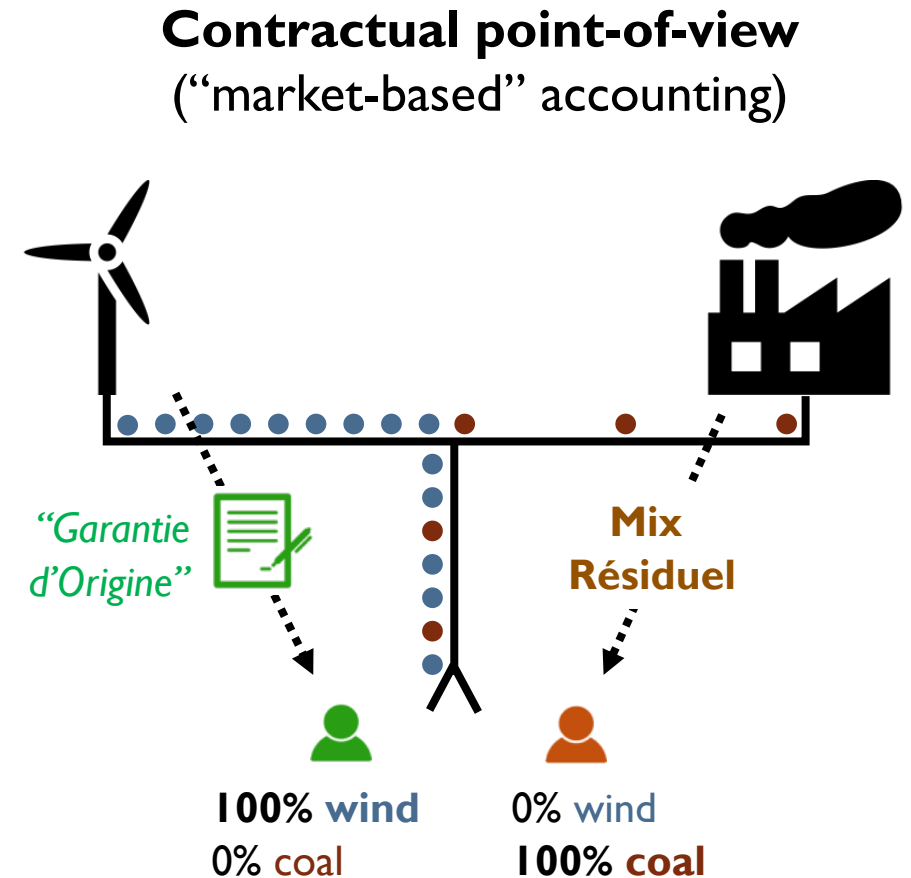 Contractual point-of-view
(“market-based” accounting)
“Garantie
d’Origine”
Mix
Résiduel
100% wind
0% coal
0% wind
100% coal